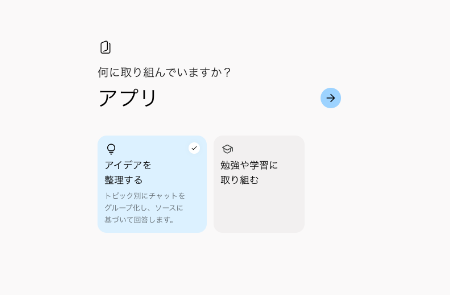 何に取り組んでいますか？
アプリ
アイデアを
整理する
トピック別にチャットを
グループ化し、ソースに
基づいて回答します。
勉強や学習に
取り組む